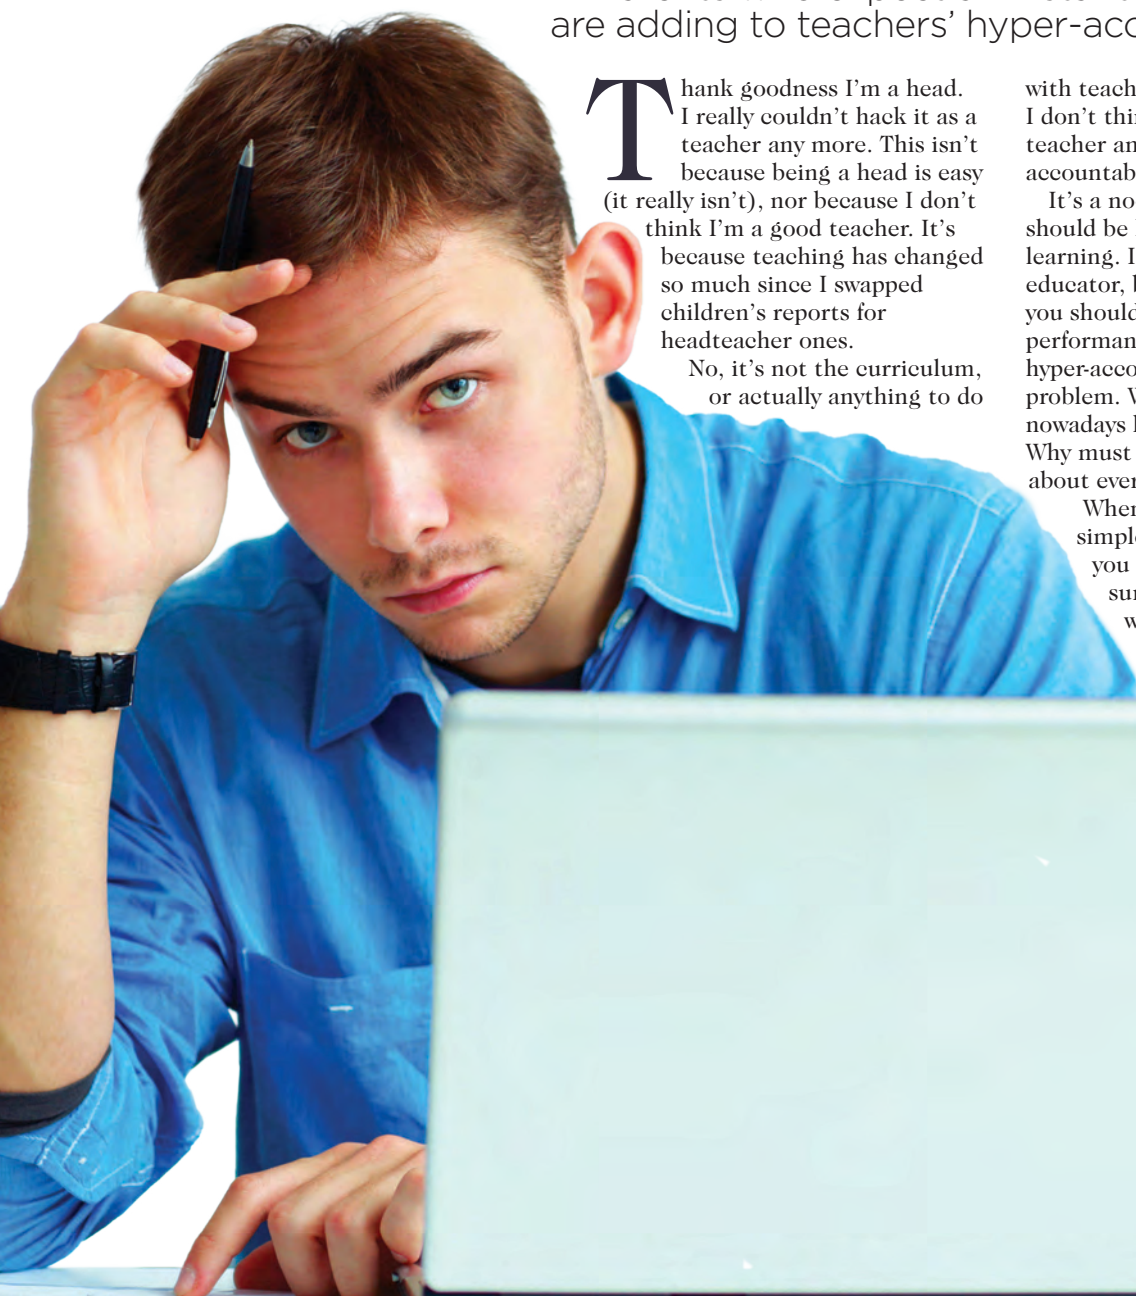 are adding to teachers’ hyper-acc
Thank goodness I’m a head.
I really couldn’t hack it as a
teacher any more. This isn’t
because being a head is easy
(it really isn’t), nor because I don’t
think I’m a good teacher. It’s
because teaching has changed
so much since I swapped
children’s reports for
headteacher ones.
No, it’s not the curriculum,
or actually anything to do
with teach
I don’t thin
teacher an
accountab
It’s a no
should be
learning. I
educator,
you should
performan
hyper-acco
problem. W
nowadays
Why must
about ever
When
simple
you
sur
w